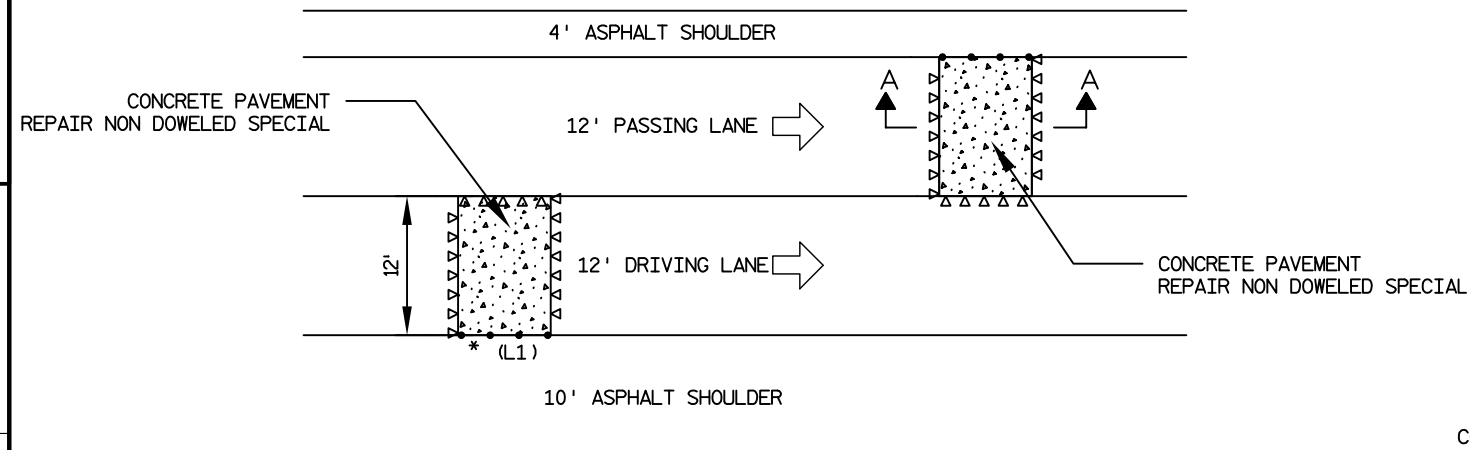 4' ASPHALT SHOULDER
CONCRETE PAVEMENT
REPAIR NON DOWELED SPECIAL
12' PASSING LANE
A
A
12'
12' DRIVING LANE
CONCRETE PAVEMENT
REPAIR NON DOWELED SPECIAL
* (L1)
10' ASPHALT SHOULDER
C